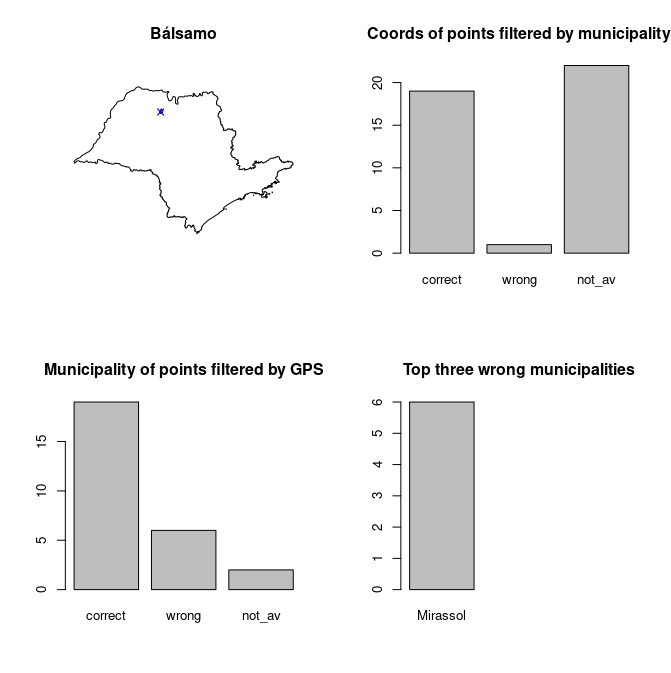 Bálsamo
Coords of points filtered by municipality
20
15
10
5
0
correct wrong not_av
Municipality of points filtered by GPS
15
10
5
0
correct wrong not_av
Top three wrong municipalities
6
5
4
3
2
1
0
Mirassol